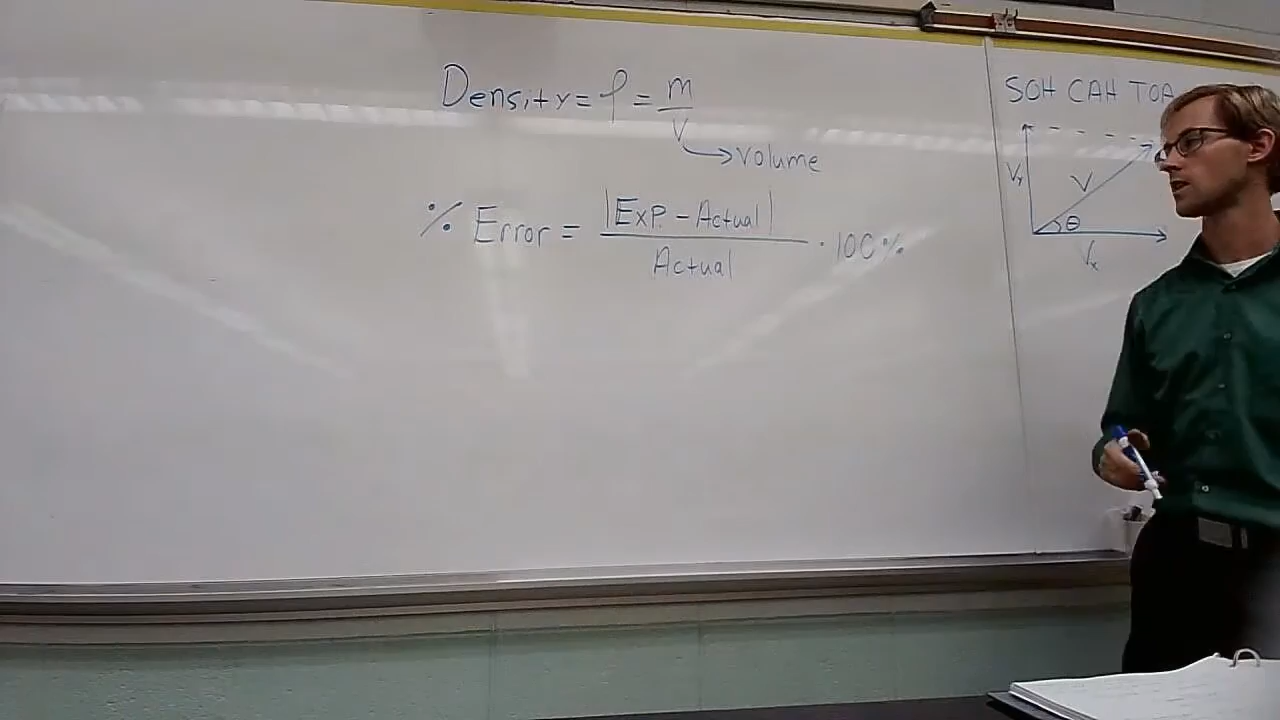 Density = ρ = m
V
→ volume
% Error = |Exp. - Actual| · 100%
Actual
SOH CAH TOA
Vy
V
θ
Vx